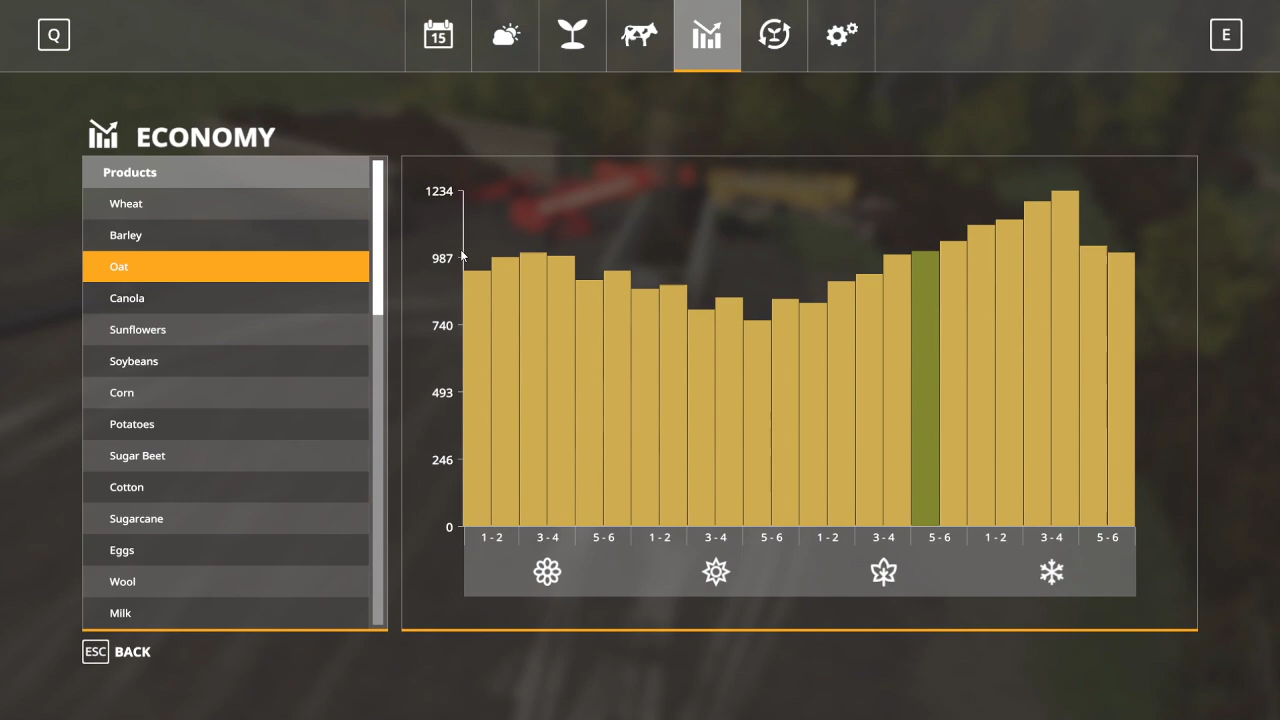 Q
15
E
ECONOMY
Products
Wheat
Barley
Oat
Canola
Sunflowers
Soybeans
Corn
Potatoes
Sugar Beet
Cotton
Sugarcane
Eggs
Wool
Milk
1234
987
740
493
246
0
1 - 2 3 - 4 5 - 6 1 - 2 3 - 4 5 - 6 1 - 2 3 - 4 5 - 6 1 - 2 3 - 4 5 - 6
ESC BACK